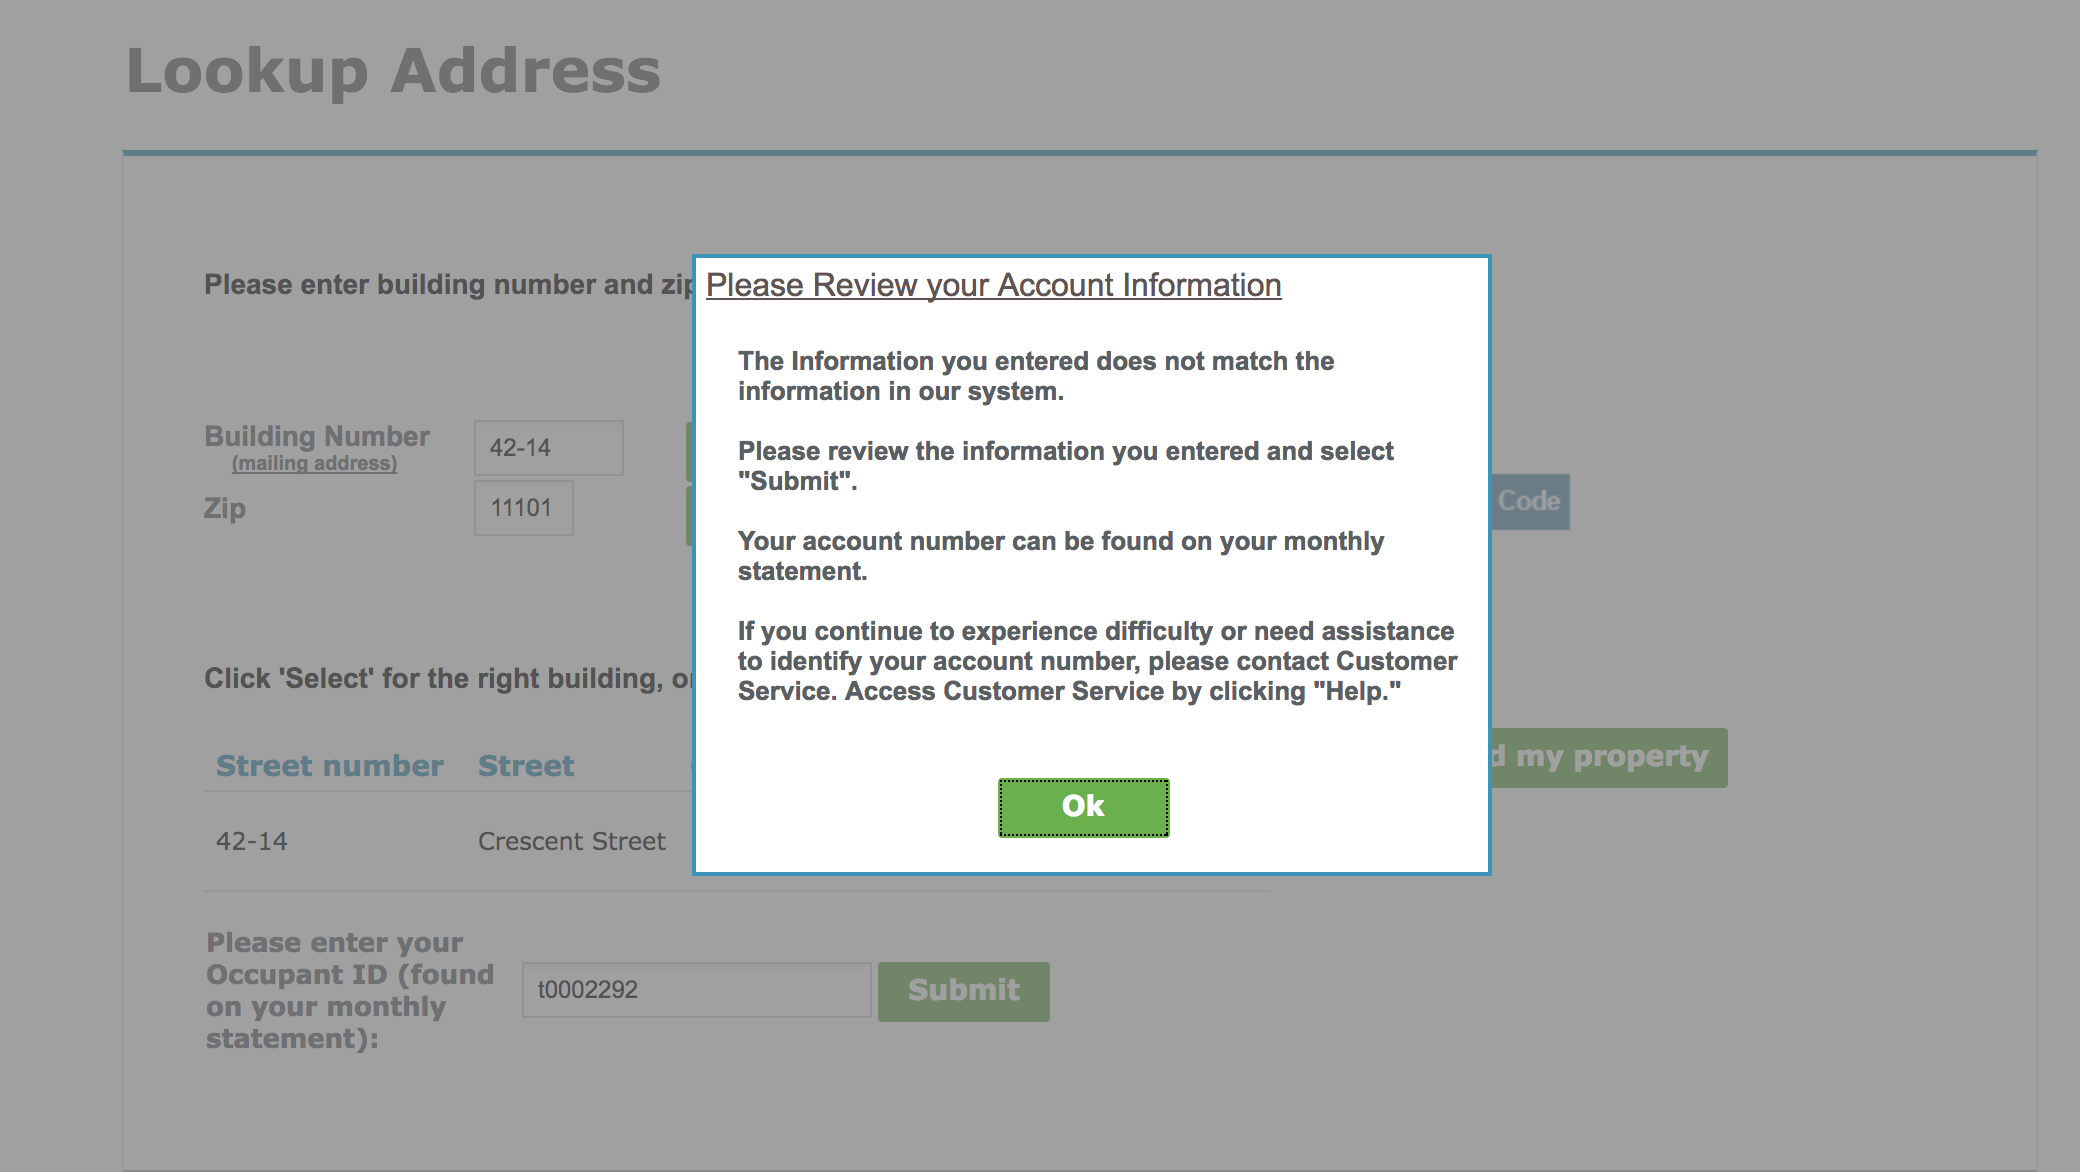 Lookup Address
Please enter building number and zip
Please Review your Account Information
The Information you entered does not match the
information in our system.
Please review the information you entered and select
"Submit".
Your account number can be found on your monthly
statement.
If you continue to experience difficulty or need assistance
to identify your account number, please contact Customer
Service. Access Customer Service by clicking "Help."
Ok
Building Number
(mailing address)
42-14
Zip
11101
Code
Click 'Select' for the right building,
my property
Street number Street
42-14 Crescent Street
Please enter your
Occupant ID (found
on your monthly
statement):
t0002292
Submit